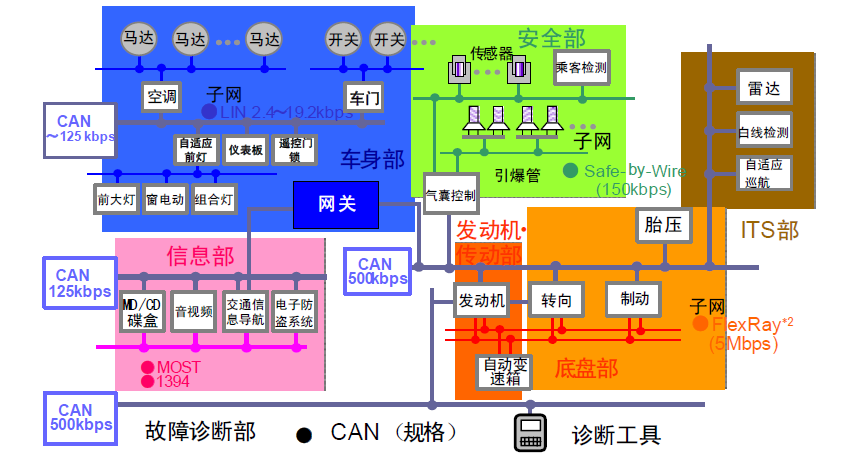 马达
马达
马达
开关
开关
空调
子网
LIN 2.4～19.2kbps
车门
CAN
～125 kbps
自适应
前灯
仪表板
遥控门
锁
车身部
前大灯
窗电动
组合灯
网关
安全部
传感器
乘客检测
子网
引爆管
Safe-by-Wire
(150kbps)
气囊控制
雷达
白线检测
自适应
巡航
ITS部
信息部
CAN
125kbps
MD/CD
碟盒
音视频
交通信
息导航
电子防
盗系统
MOST
1394
CAN
500kbps
发动机•
传动部
胎压
发动机
转向
制动
子网
FlexRay*2
(5Mbps)
自动变
速箱
底盘部
CAN
500kbps
故障诊断部
● CAN（规格）
诊断工具